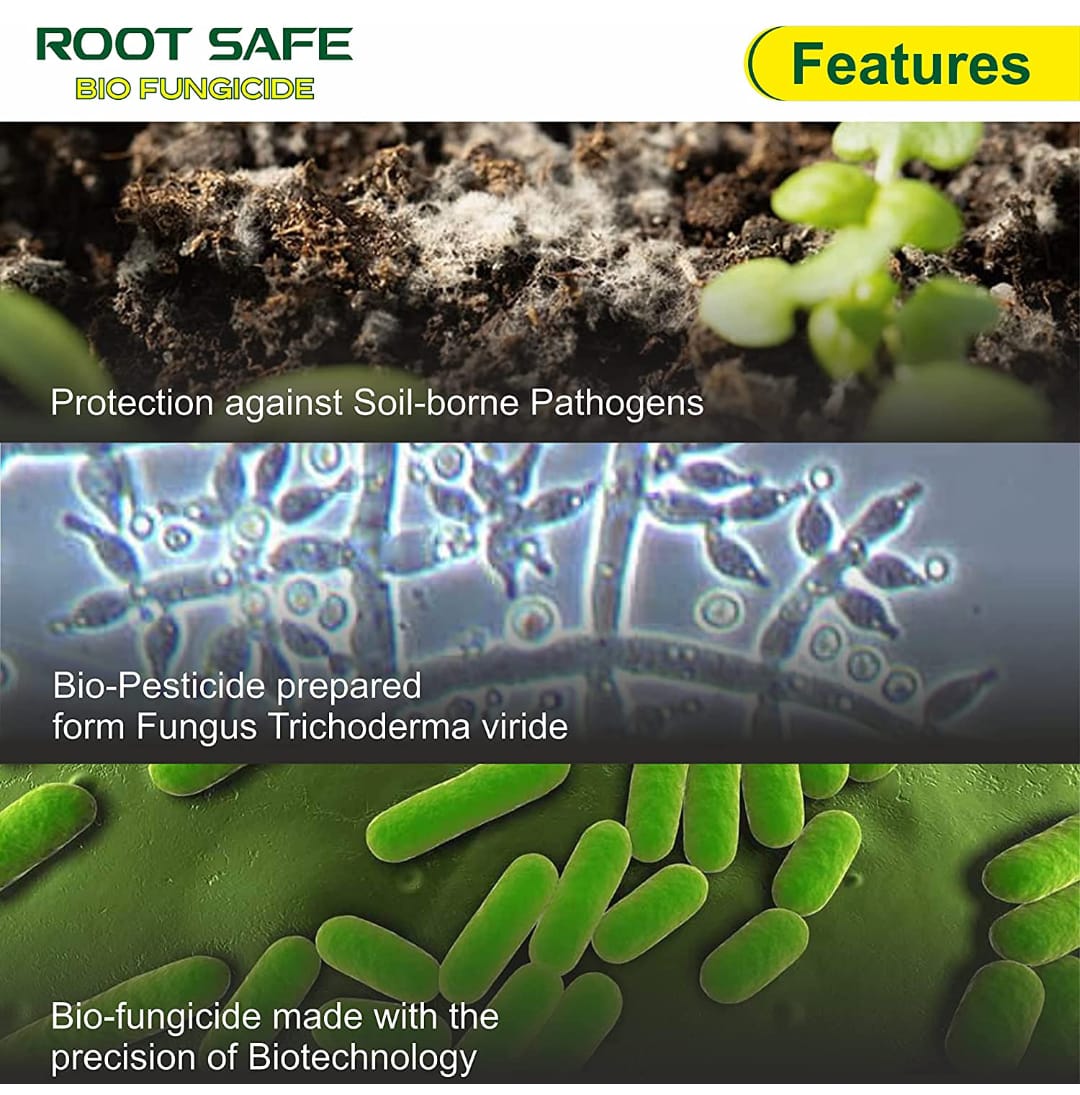 ROOT SAFE
BIO FUNGICIDE
Features
Protection against Soil-borne Pathogens
Bio-Pesticide prepared
form Fungus Trichoderma viride
Bio-fungicide made with the
precision of Biotechnology